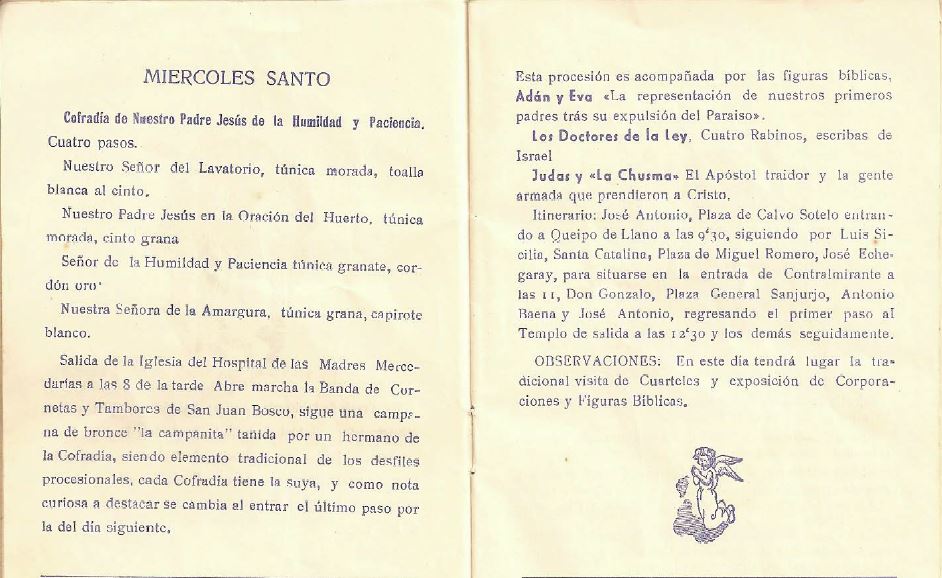 MIERCOLES SANTO
Cofradía de Nuestro Padre Jesús de la Humildad y Paciencia.
Cuatro pasos.
Nuestro Señor del Lavatorio, túnica morada, toalla
blanca al cinto.
Nuestro Padre Jesús en la Oración del Huerto, túnica
morada, cinto grana
Señor de la Humildad y Paciencia túnica granate, cor-
dón oro'
Nuestra Señora de la Amargura, túnica grana, capirote
blanco.
Salida de la Iglesia del Hospital de las Madres Merce-
darias a las 8 de la tarde Abre marcha la Banda de Cor-
netas y Tambores de San Juan Bosco, sigue una campa-
na de bronce "la campanita" tañida por un hermano de
la Cofradía, siendo elemento tradicional de los desfiles
procesionales, cada Cofradía tiene la suya, y como nota
curiosa a destacar se cambia al entrar el último paso por
la del día siguiente.
Esta procesión es acompañada por las figuras bíblicas,
Adán y Eva «La representación de nuestros primeros
padres trás su expulsión del Paraiso».
Los Doctores de la Ley, Cuatro Rabinos, escribas de
Israel
Judas y «La Chusma» El Apóstol traidor y la gente
armada que prendieron a Cristo.
Itinerario: José Antonio, Plaza de Calvo Sotelo entran-
do a Queipo de Llano a las 9'30, siguiendo por Luis Si-
cilia, Santa Catalina, Plaza de Miguel Romero, José Eche-
garay, para situarse en la entrada de Contralmirante a
las 11, Don Gonzalo, Plaza General Sanjurjo, Antonio
Baena y José Antonio, regresando el primer paso al
Templo de salida a las 12'30 y los demás seguidamente.
OBSERVACIONES: En este día tendrá lugar la tra-
dicional visita de Cuarteles y exposición de Corpora-
ciones y Figuras Bíblicas.